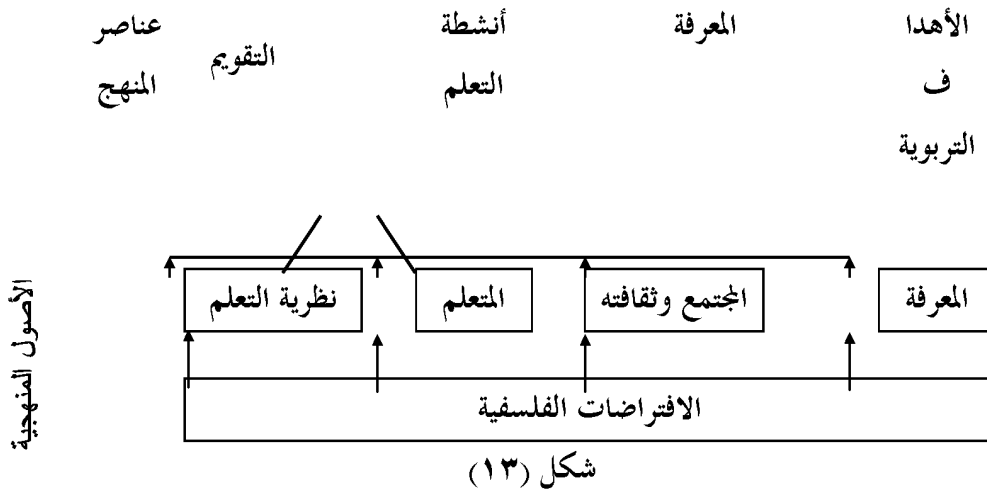 الأهدا
ف
التربوية
المعرفة
أنشطة
التعلم
التقويم
عناصر
المنهج
المعرفة
المجتمع وثقافته
المتعلم
نظرية التعلم
الافتراضات الفلسفية
الأصول المنهجية
شكل (١٣)